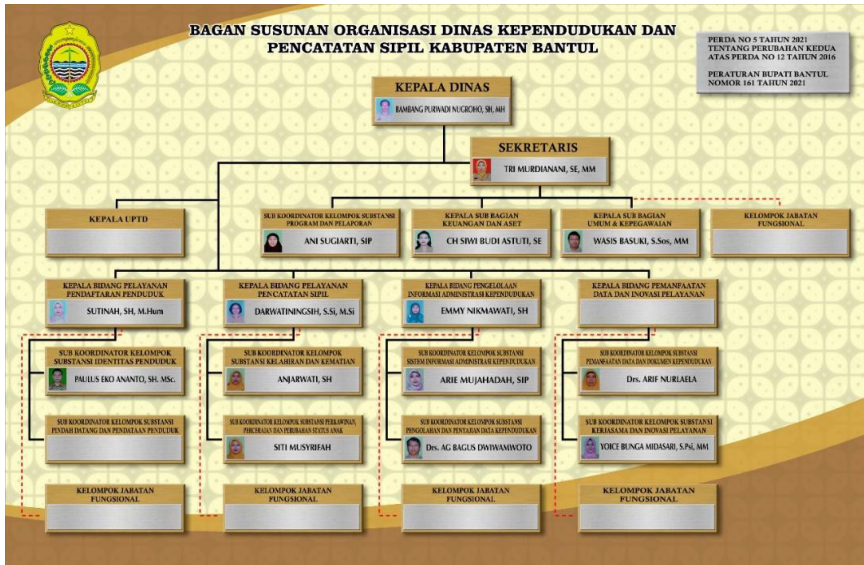 BAGAN SUSUNAN ORGANISASI DINAS KEPENDUDUKAN DAN
PENCATATAN SIPIL KABUPATEN BANTUL
PERDA NO 5 TAHUN 2021
TENTANG PERUBAHAN KEDUA
ATAS PERDA NO 12 TAHUN 2016
PERATURAN BUPATI BANTUL
NOMOR 161 TAHUN 2021
KEPALA DINAS
BAMBANG PURWADI NUGROHO, SH, MH
SEKRETARIS
TRI MURDIANANI, SE, MM
KEPALA UPTD
SUB KOORDINATOR KELOMPOK SUBSTANSI
PROGRAM DAN PELAPORAN
ANI SUGIARTI, SIP
KEPALA SUB BAGIAN
KEUANGAN DAN ASET
CH SIWI BUDI ASTUTI, SE
KEPALA SUB BAGIAN
UMUM & KEPEGAWAIAN
WASIS BASUKI, S.Sos, MM
KELOMPOK JABATAN
FUNGSIONAL
KEPALA BIDANG PELAYANAN
PENDAFTARAN PENDUDUK
SUTINAH, SH, M.Hum
KEPALA BIDANG PELAYANAN
PENCATATAN SIPIL
DARWATININGSIH, S.Si, M.Si
KEPALA BIDANG PENGELOLAAN
INFORMASI ADMINISTRASI KEPENDUDUKAN
EMMY NIKMAWATI, SH
KEPALA BIDANG PEMANFAATAN
DATA DAN INOVASI PELAYANAN
SUB KOORDINATOR KELOMPOK
SUBSTANSI IDENTITAS PENDUDUK
PAULUS EKO ANANTO, SH. MSc.
SUB KOORDINATOR KELOMPOK
SUBSTANSI KELAHIRAN DAN KEMATIAN
ANJARWATI, SH
SUB KOORDINATOR KELOMPOK SUBSTANSI
SISTEM INFORMASI ADMINISTRASI KEPENDUDUKAN
ARIE MUJAHADAH, SIP
SUB KOORDINATOR KELOMPOK SUBSTANSI
PEMANFAATAN DATA DAN DOKUMEN KEPENDUDUKAN
Drs. ARIF NURLAELA
SUB KOORDINATOR KELOMPOK SUBSTANSI
PINDAH DATANG DAN PENDATAAN PENDUDUK
SUB KOORDINATOR KELOMPOK SUBSTANSI PERKAWINAN,
PERCERAIAN DAN PERUBAHAN STATUS ANAK
SITI MUSYRIFAH
SUB KOORDINATOR KELOMPOK SUBSTANSI
PENGOLAHAN DAN PENYAJIAN DATA KEPENDUDUKAN
Drs. AG BAGUS DWIWAMWOTO
SUB KOORDINATOR KELOMPOK SUBSTANSI
KERJASAMA DAN INOVASI PELAYANAN
YOICE BUNGA MIDASARI, S.Psi, MM
KELOMPOK JABATAN
FUNGSIONAL
KELOMPOK JABATAN
FUNGSIONAL
KELOMPOK JABATAN
FUNGSIONAL
KELOMPOK JABATAN
FUNGSIONAL